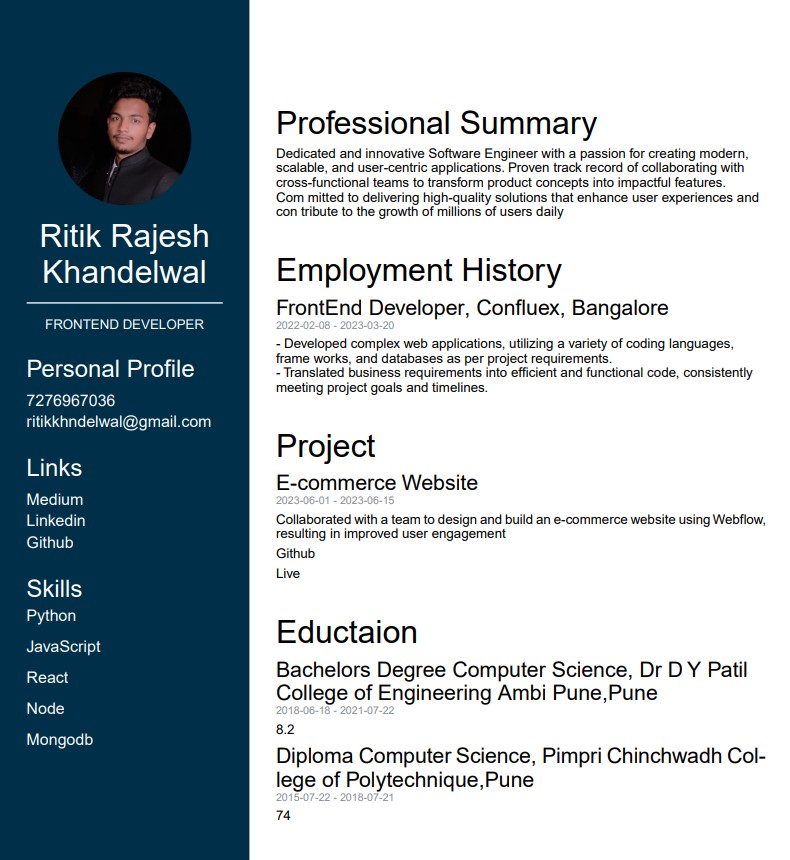 Ritik Rajesh
Khandelwal
FRONTEND DEVELOPER
Personal Profile
7276967036
ritikkhndelwal@gmail.com
Links
Medium
Linkedin
Github
Skills
Python
JavaScript
React
Node
Mongodb
Professional Summary
Dedicated and innovative Software Engineer with a passion for creating modern,
scalable, and user-centric applications. Proven track record of collaborating with
cross-functional teams to transform product concepts into impactful features.
Com mitted to delivering high-quality solutions that enhance user experiences and
con tribute to the growth of millions of users daily
Employment History
FrontEnd Developer, Confluex, Bangalore
2022-02-08 - 2023-03-20
- Developed complex web applications, utilizing a variety of coding languages,
frame works, and databases as per project requirements.
- Translated business requirements into efficient and functional code, consistently
meeting project goals and timelines.
Project
E-commerce Website
2023-06-01 - 2023-06-15
Collaborated with a team to design and build an e-commerce website using Webflow,
resulting in improved user engagement
Github
Live
Eductaion
Bachelors Degree Computer Science, Dr D Y Patil
College of Engineering Ambi Pune,Pune
2018-06-18 - 2021-07-22
8.2
Diploma Computer Science, Pimpri Chinchwadh Col-
lege of Polytechnique,Pune
2015-07-22 - 2018-07-21
74